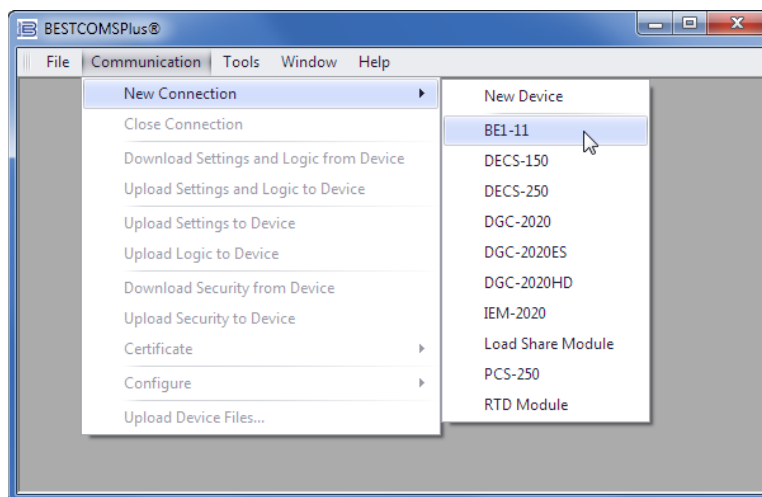 BESTCOMSPlus®
File Communication Tools Window Help
New Connection
Close Connection
Download Settings and Logic from Device
Upload Settings and Logic to Device
Upload Settings to Device
Upload Logic to Device
Download Security from Device
Upload Security to Device
Certificate
Configure
Upload Device Files...
New Device
BE1-11
DECS-150
DECS-250
DGC-2020
DGC-2020ES
DGC-2020HD
IEM-2020
Load Share Module
PCS-250
RTD Module